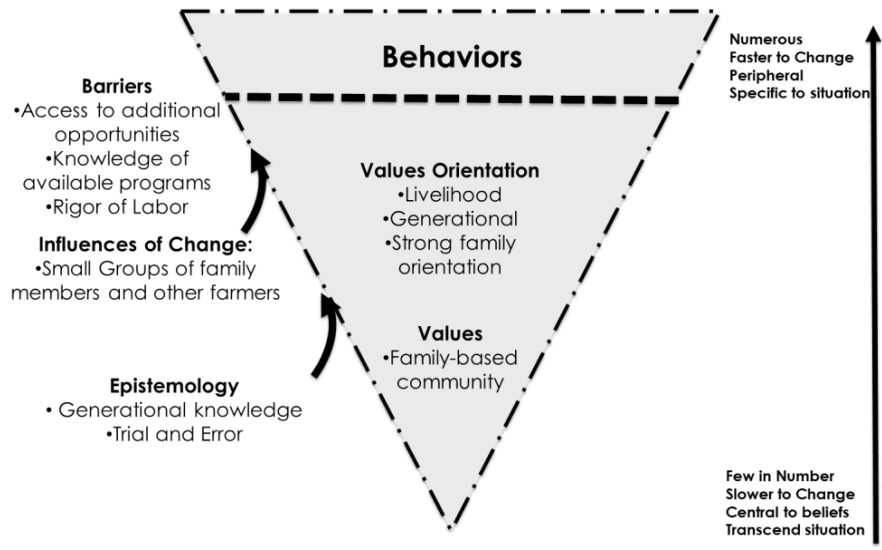 Behaviors
Numerous
Faster to Change
Peripheral
Specific to situation
Barriers
•Access to additional
opportunities
•Knowledge of
available programs
•Rigor of Labor
Influences of Change:
•Small Groups of family
members and other farmers
Values Orientation
•Livelihood
•Generational
•Strong family
orientation
Values
•Family-based
community
Epistemology
• Generational knowledge
•Trial and Error
Few in Number
Slower to Change
Central to beliefs
Transcend situation